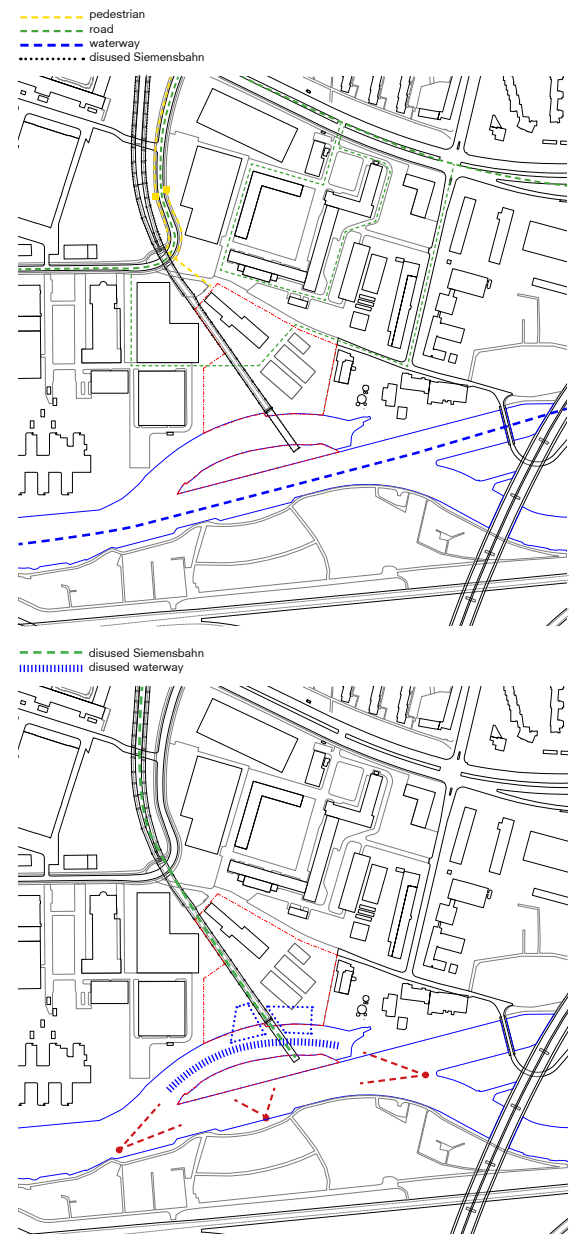 pedestrian
road
waterway
disused Siemensbahn
disused Siemensbahn
disused waterway